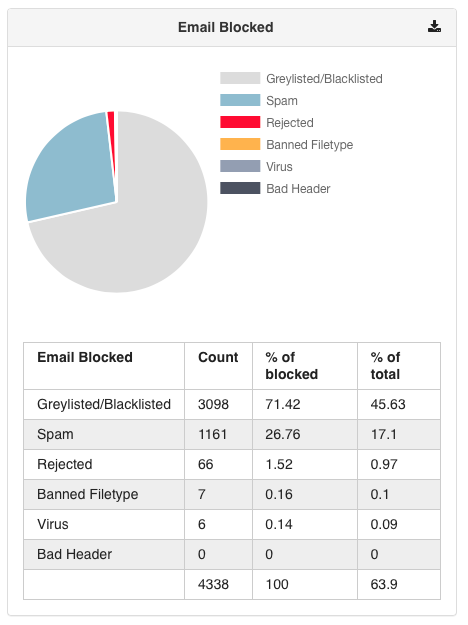 Email Blocked
Greylisted/Blacklisted
Spam
Rejected
Banned Filetype
Virus
Bad Header
Email Blocked Count % of blocked % of total
Greylisted/Blacklisted 3098 71.42 45.63
Spam 1161 26.76 17.1
Rejected 66 1.52 0.97
Banned Filetype 7 0.16 0.1
Virus 6 0.14 0.09
Bad Header 0 0 0
4338 100 63.9